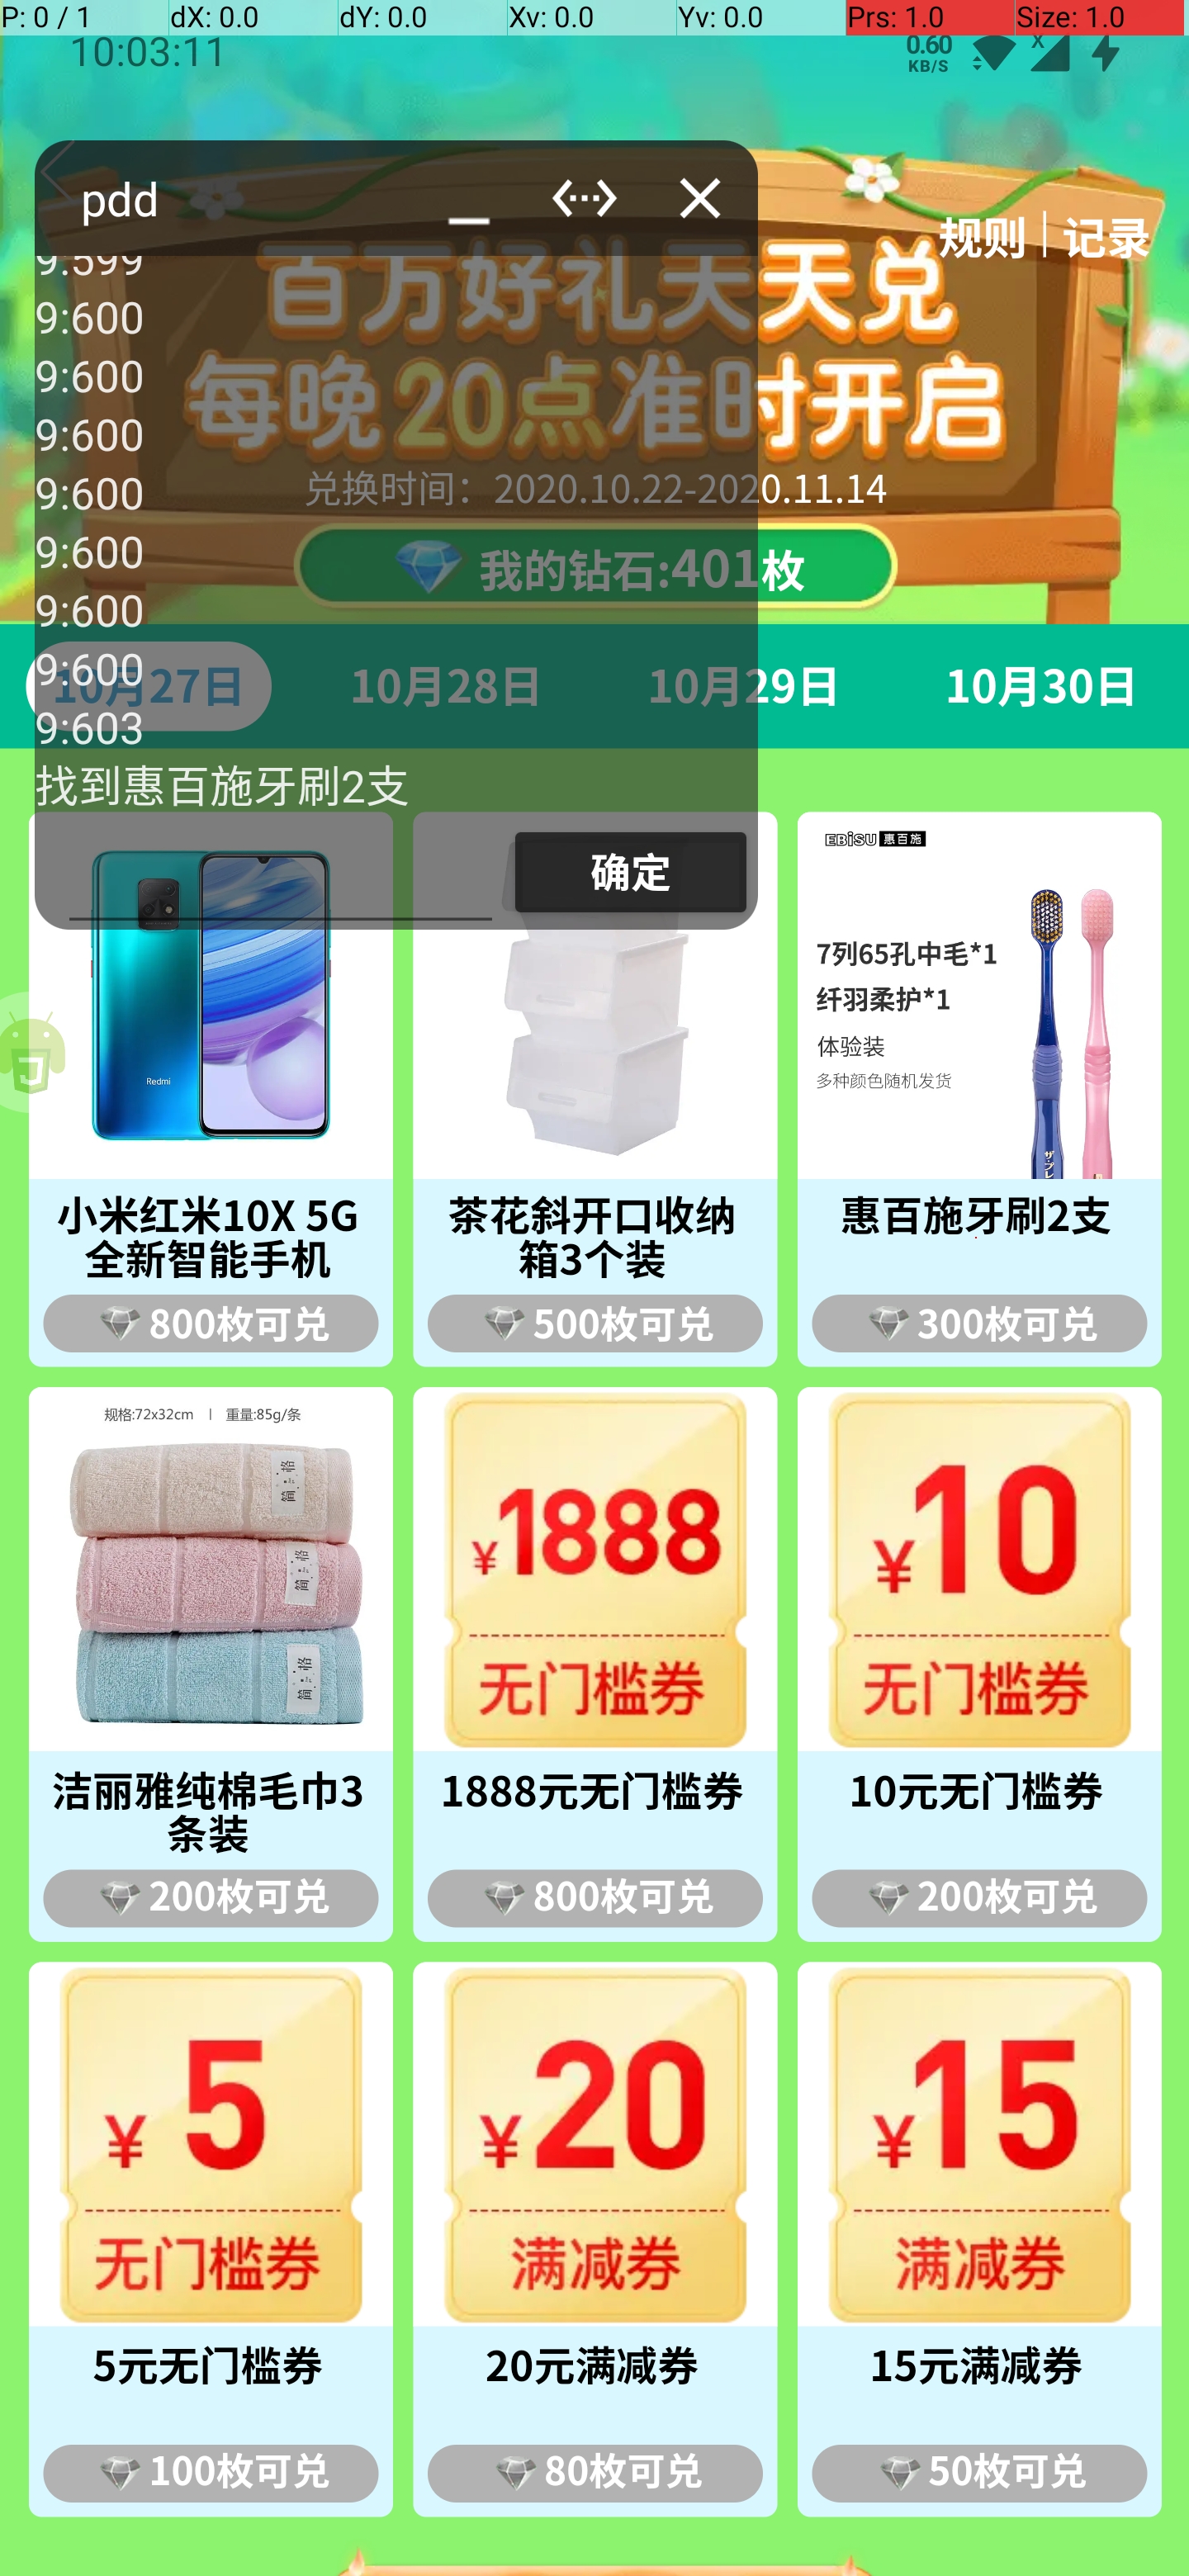 P: 0 / 1 dX: 0.0 dY: 0.0 Xv: 0.0 Yv: 0.0 Prs: 1.0 Size: 1.0
10:03:11
0.60
KB/S
X
pdd
规则 | 记录
9:599
9:600
9:600
9:600
9:600
9:600
9:600
9:600
9:603
找到惠百施牙刷2支
确定
百万好礼天天兑
每晚20点准时开启
兑换时间：2020.10.22-2020.11.14
我的钻石:401枚
10月27日 10月28日 10月29日 10月30日
Redmi
小米红米10X 5G
全新智能手机
800枚可兑
茶花斜开口收纳
箱3个装
500枚可兑
EBiSU 惠百施
7列65孔中毛*1
纤羽柔护*1
体验装
多种颜色随机发货
ザ・プレ
惠百施牙刷2支
300枚可兑
规格:72x32cm | 重量:85g/条
简·格
简·格
简·格
洁丽雅纯棉毛巾3
条装
200枚可兑
¥1888
无门槛券
1888元无门槛券
800枚可兑
¥10
无门槛券
10元无门槛券
200枚可兑
¥5
无门槛券
5元无门槛券
100枚可兑
¥20
满减券
20元满减券
80枚可兑
¥15
满减券
15元满减券
50枚可兑